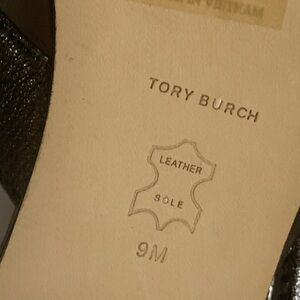 IN VIETNAM
TORY BURCH
LEATHER
SOLE
9M